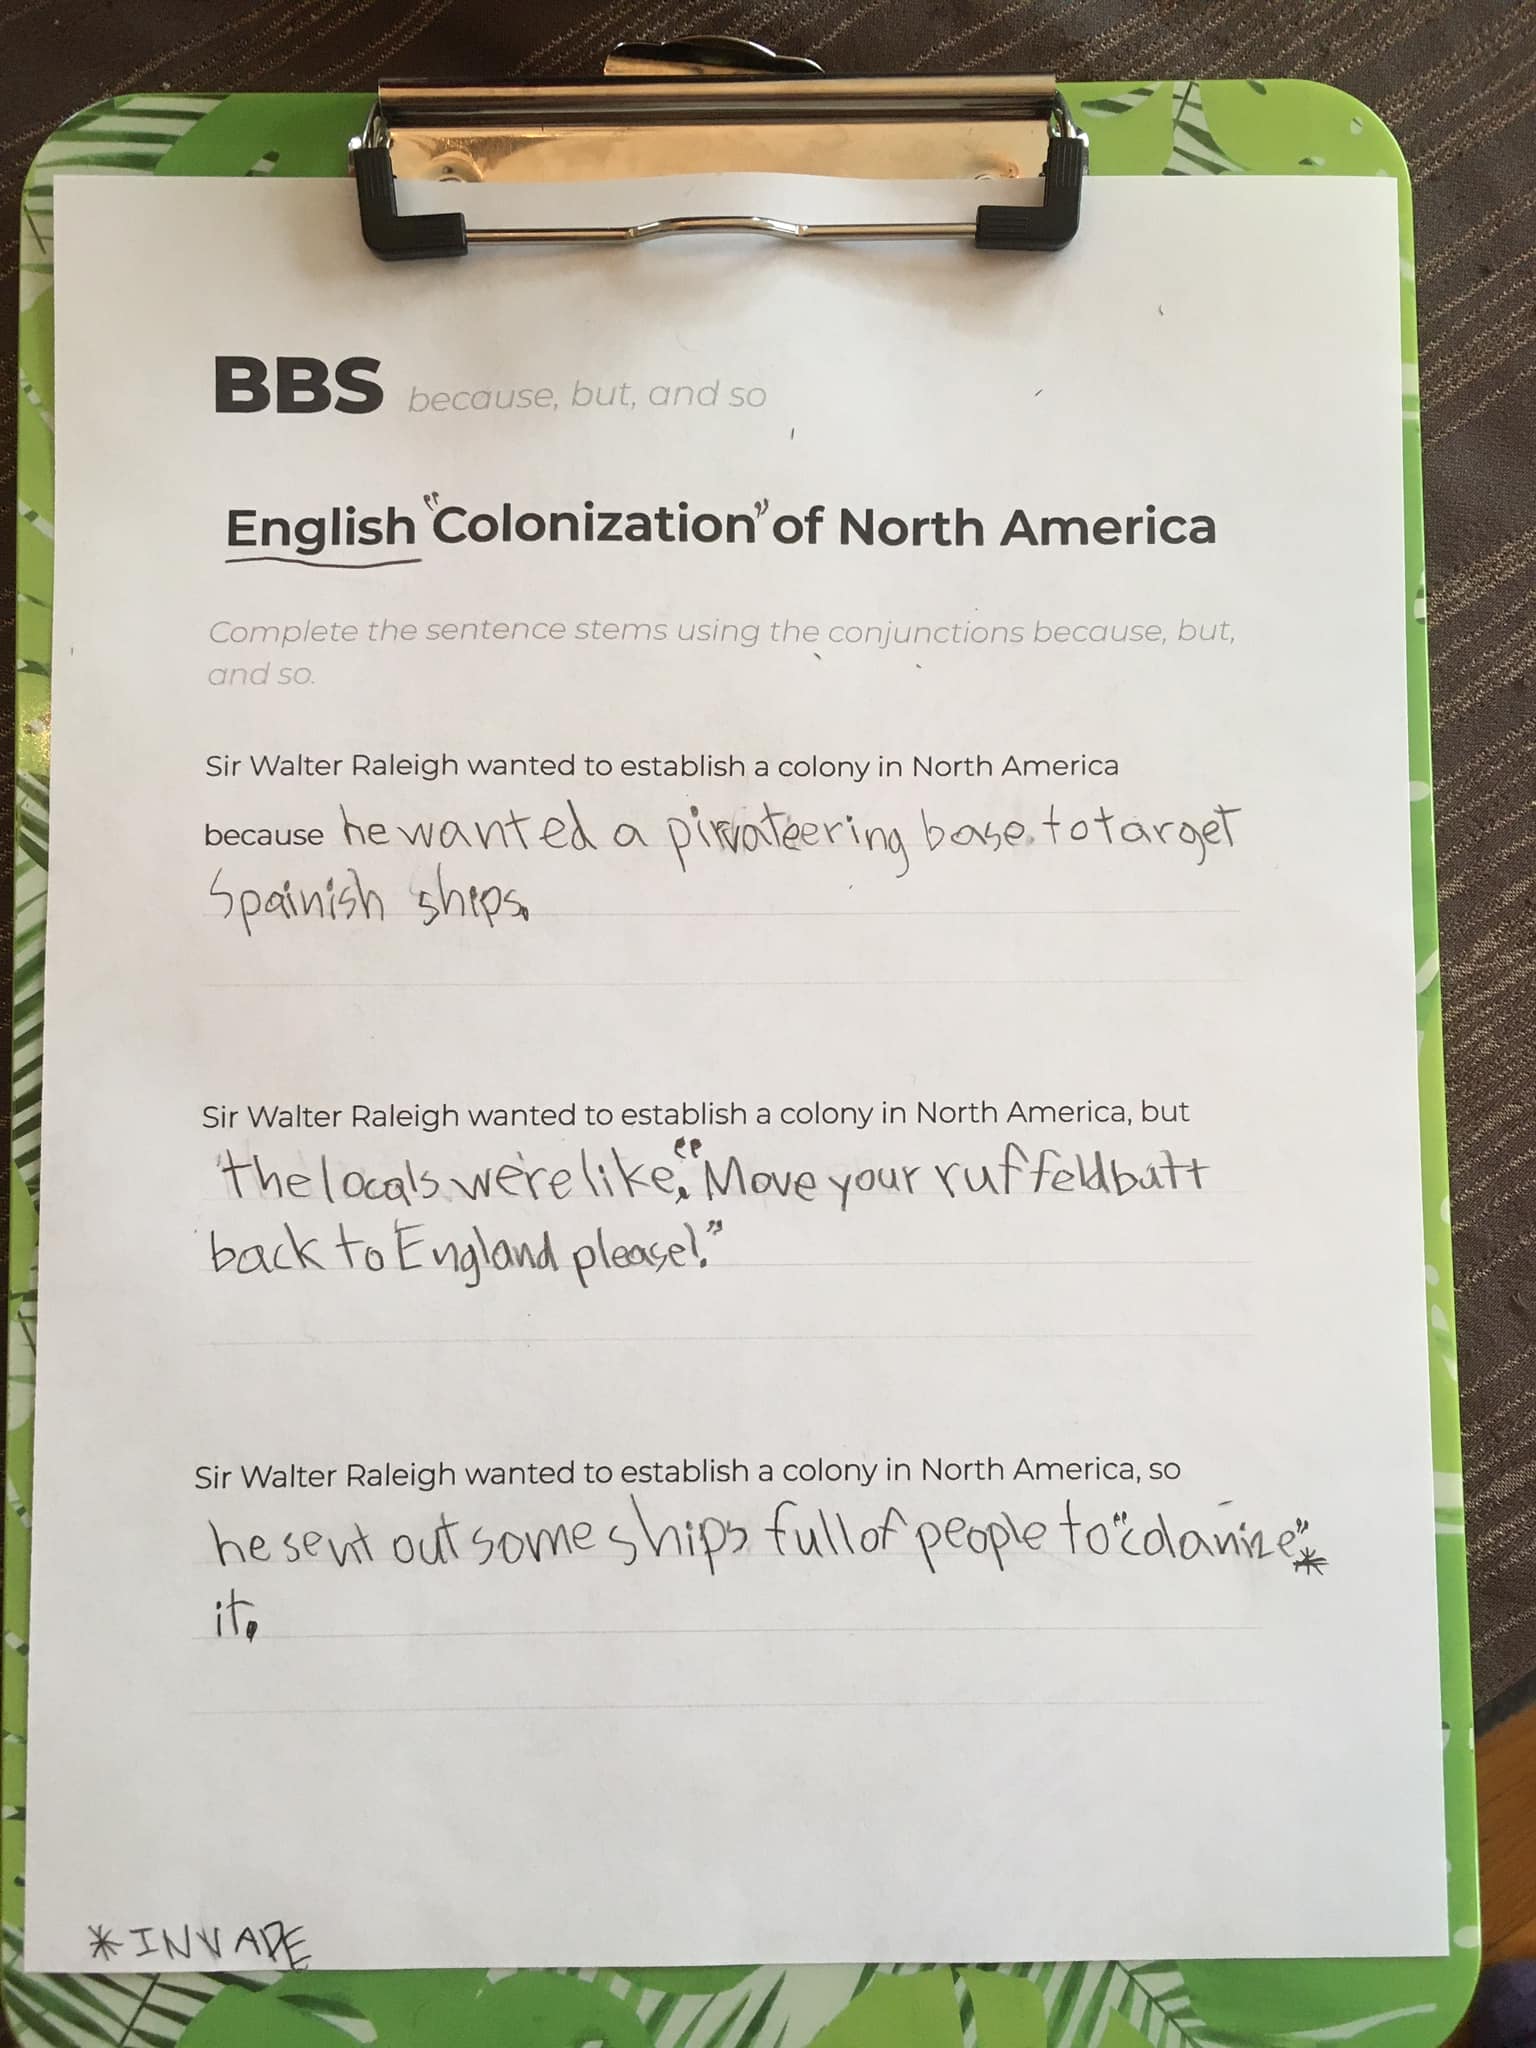 BBS because, but, and so
English "Colonization" of North America
Complete the sentence stems using the conjunctions because, but,
and so.
Sir Walter Raleigh wanted to establish a colony in North America
because he wanted a pirvateering base to target
Spainish ships.
Sir Walter Raleigh wanted to establish a colony in North America, but
the locals were like, "Move your ruffeld butt
back to England please!"
Sir Walter Raleigh wanted to establish a colony in North America, so
he sent out some ships full of people to "colanize"*
it.
*INVADE